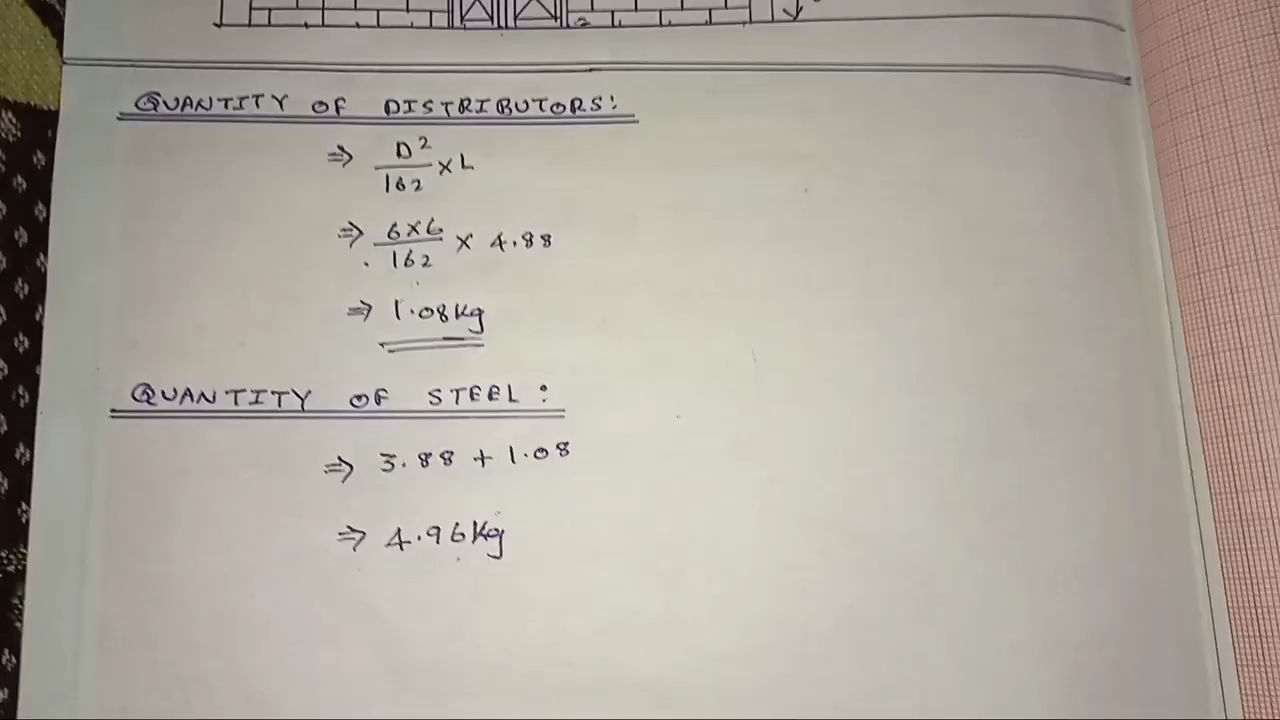 QUANTITY OF DISTRIBUTORS:
⇒ D²/162 × L
⇒ 6×6/162 × 4.88
⇒ 1.08Kg
QUANTITY OF STEEL:
⇒ 3.88 + 1.08
⇒ 4.96Kg